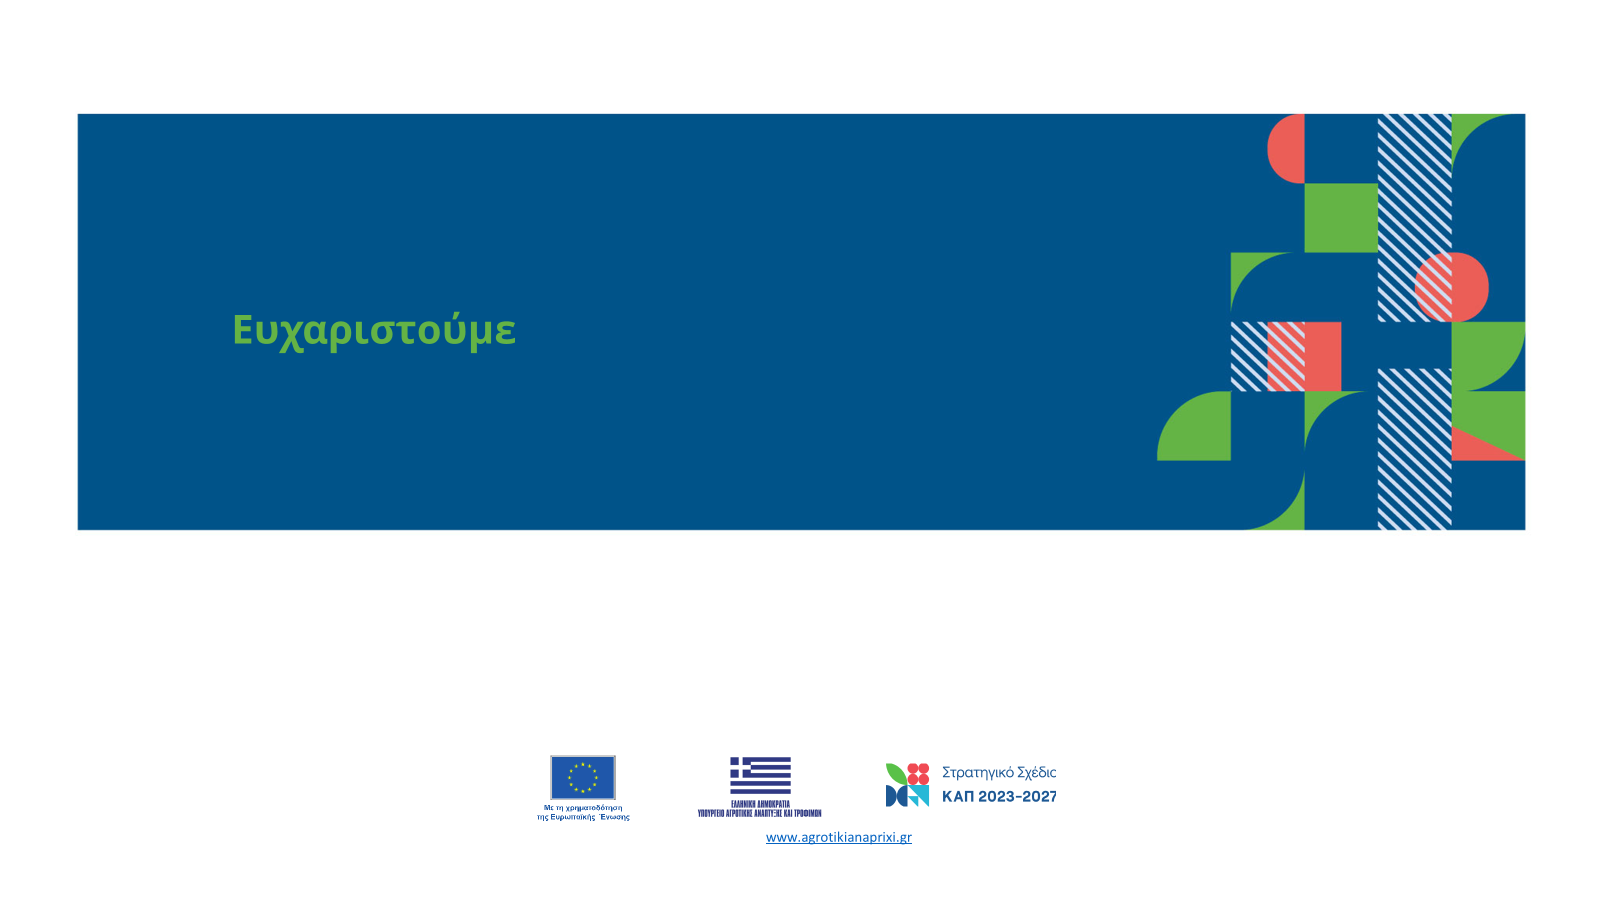 Ευχαριστούμε
Με τη χρηματοδότηση
της Ευρωπαϊκής Ένωσης
ΕΛΛΗΝΙΚΗ ΔΗΜΟΚΡΑΤΙΑ
ΥΠΟΥΡΓΕΙΟ ΑΓΡΟΤΙΚΗΣ ΑΝΑΠΤΥΞΗΣ ΚΑΙ ΤΡΟΦΙΜΩΝ
Στρατηγικό Σχέδιο
ΚΑΠ 2023-2027
www.agrotikianaprixi.gr